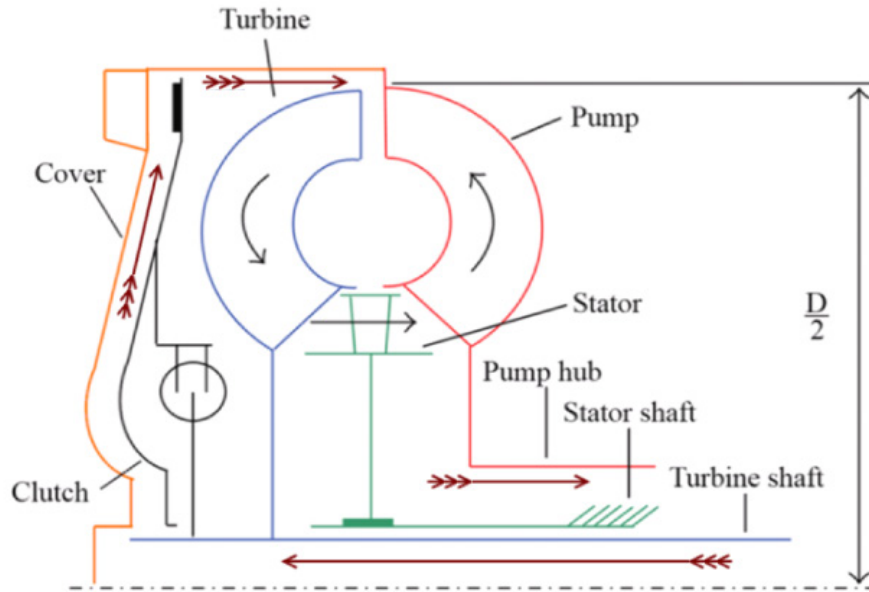 Turbine
Pump
Cover
Stator
D
2
Pump hub
Stator shaft
Turbine shaft
Clutch